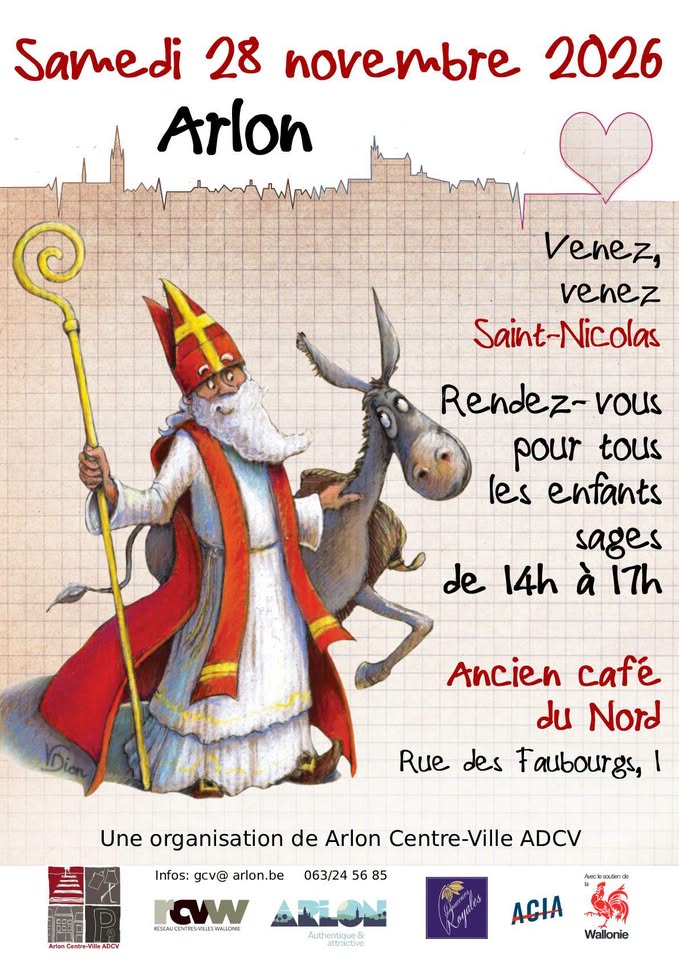 Samedi 28 novembre 2026
Arlon
Venez,
venez
Saint-Nicolas
Rendez-vous
pour tous
les enfants
sages
de 14h à 17h
Ancien café
du Nord
Rue des Faubourgs, 1
Dion
Une organisation de Arlon Centre-Ville ADCV
Infos: gcv@ arlon.be 063/24 56 85
Arlon Centre-Ville ADCV
rcvw
RÉSEAU CENTRES-VILLES WALLONIE
ARLON
Authentique &
attractive
Royales
ACIA
Avec le soutien de
la
Wallonie